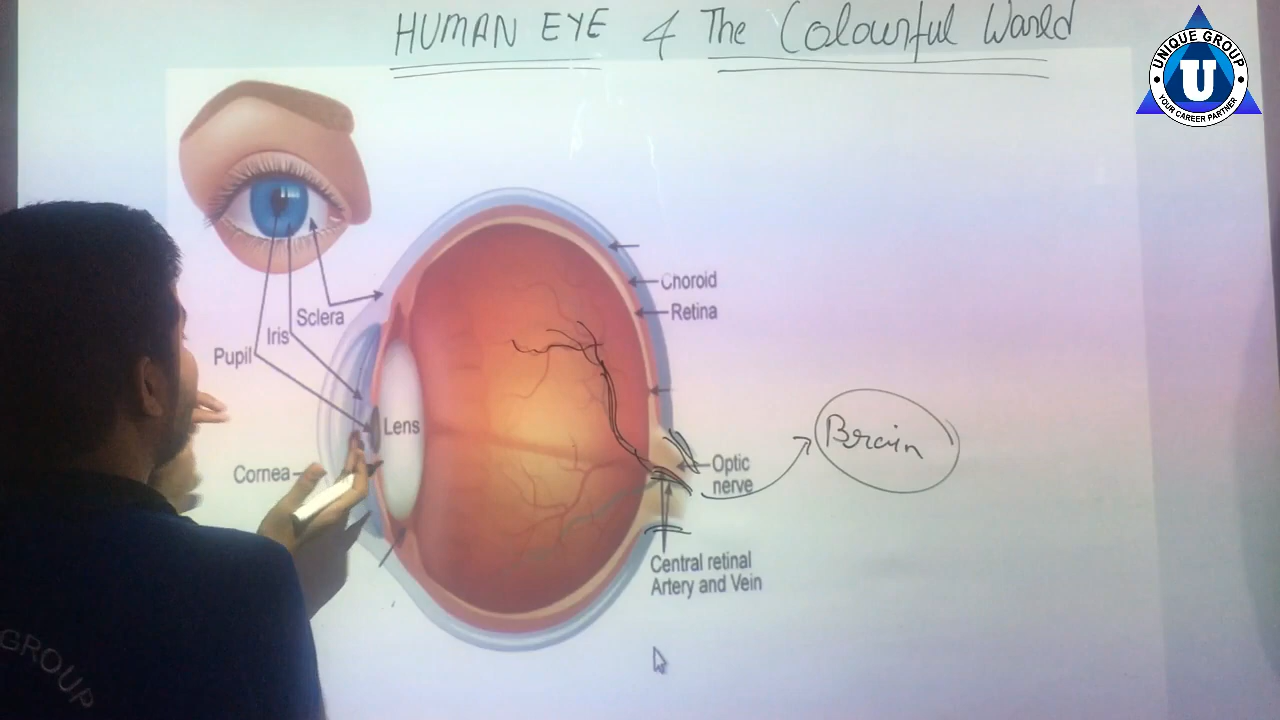 HUMAN EYE & The Colourful World
UNIQUE GROUP
U
YOUR CAREER PARTNER
Choroid
Retina
Sclera
Iris
Pupil
Lens
Cornea
Brain
Optic
nerve
Central retinal
Artery and Vein
GROUP